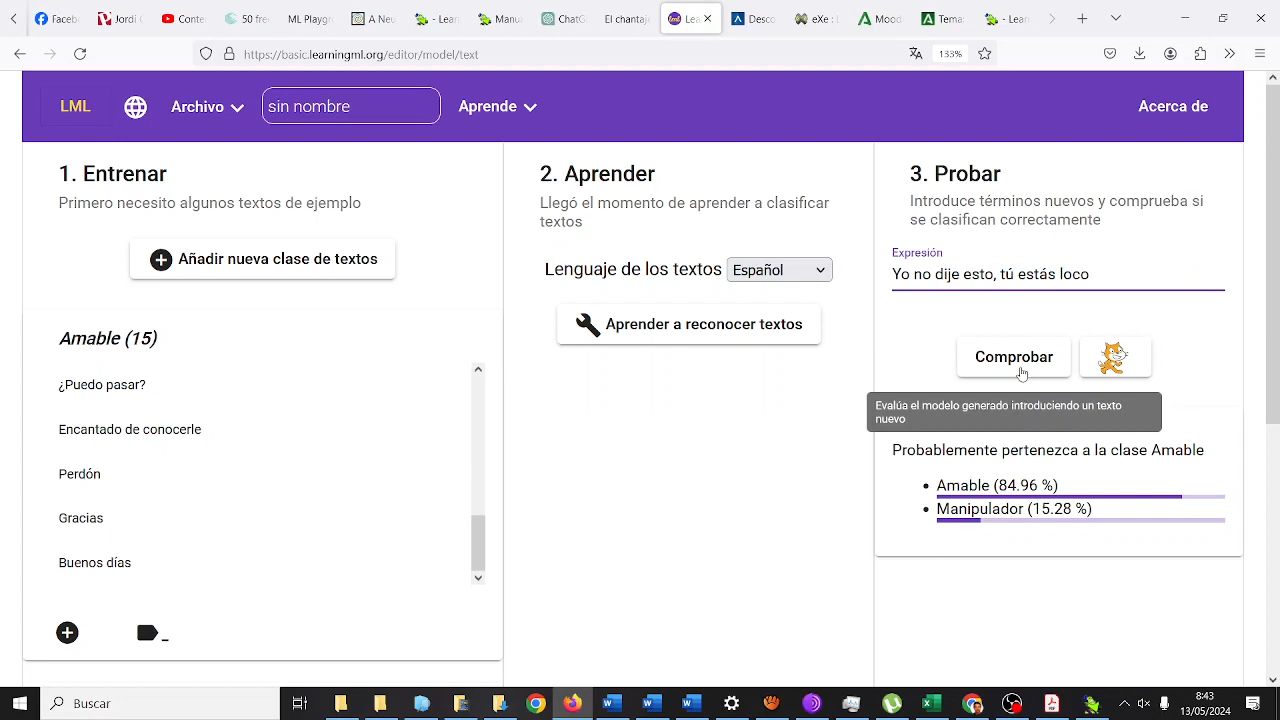 Faceb
Jordi (
Conte
50 free
ML Playgr
A Neu
- Lear
Manu
ChatG
El chantaj
Lea
Desco
eXe :
Moo
Tema
- Lear
https://basic.learningml.org/editor/model/text
133%
LML
Archivo
sin nombre
Aprende
Acerca de
1. Entrenar
Primero necesito algunos textos de ejemplo
Añadir nueva clase de textos
Amable (15)
¿Puedo pasar?
Encantado de conocerle
Perdón
Gracias
Buenos días
2. Aprender
Llegó el momento de aprender a clasificar
textos
Lenguaje de los textos
Español
Aprender a reconocer textos
3. Probar
Introduce términos nuevos y comprueba si
se clasifican correctamente
Expresión
Yo no dije esto, tú estás loco
Comprobar
Evalúa el modelo generado introduciendo un texto
nuevo
Probablemente pertenezca a la clase Amable
Amable (84.96 %)
Manipulador (15.28 %)
Buscar
8:43
13/05/2024